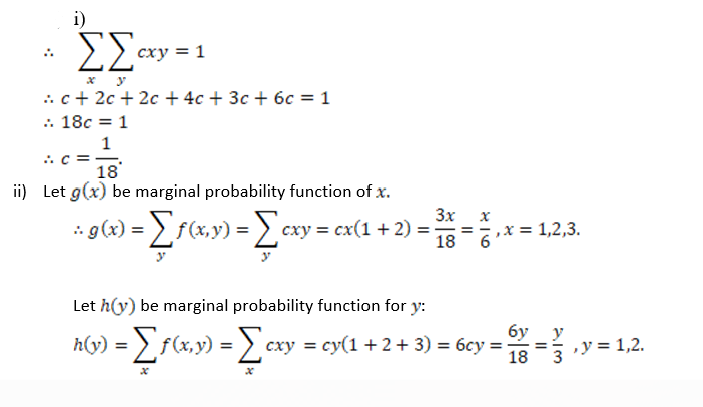 i)
∴ ∑ₓ ∑ᵧ cxy = 1
∴ c + 2c + 2c + 4c + 3c + 6c = 1
∴ 18c = 1
∴ c = 1/18.
ii) Let g(x) be marginal probability function of x.
∴ g(x) = ∑ᵧ f(x,y) = ∑ᵧ cxy = cx(1 + 2) = 3x/18 = x/6 , x = 1,2,3.
Let h(y) be marginal probability function for y:
h(y) = ∑ₓ f(x,y) = ∑ₓ cxy = cy(1 + 2 + 3) = 6cy = 6y/18 = y/3 , y = 1,2.